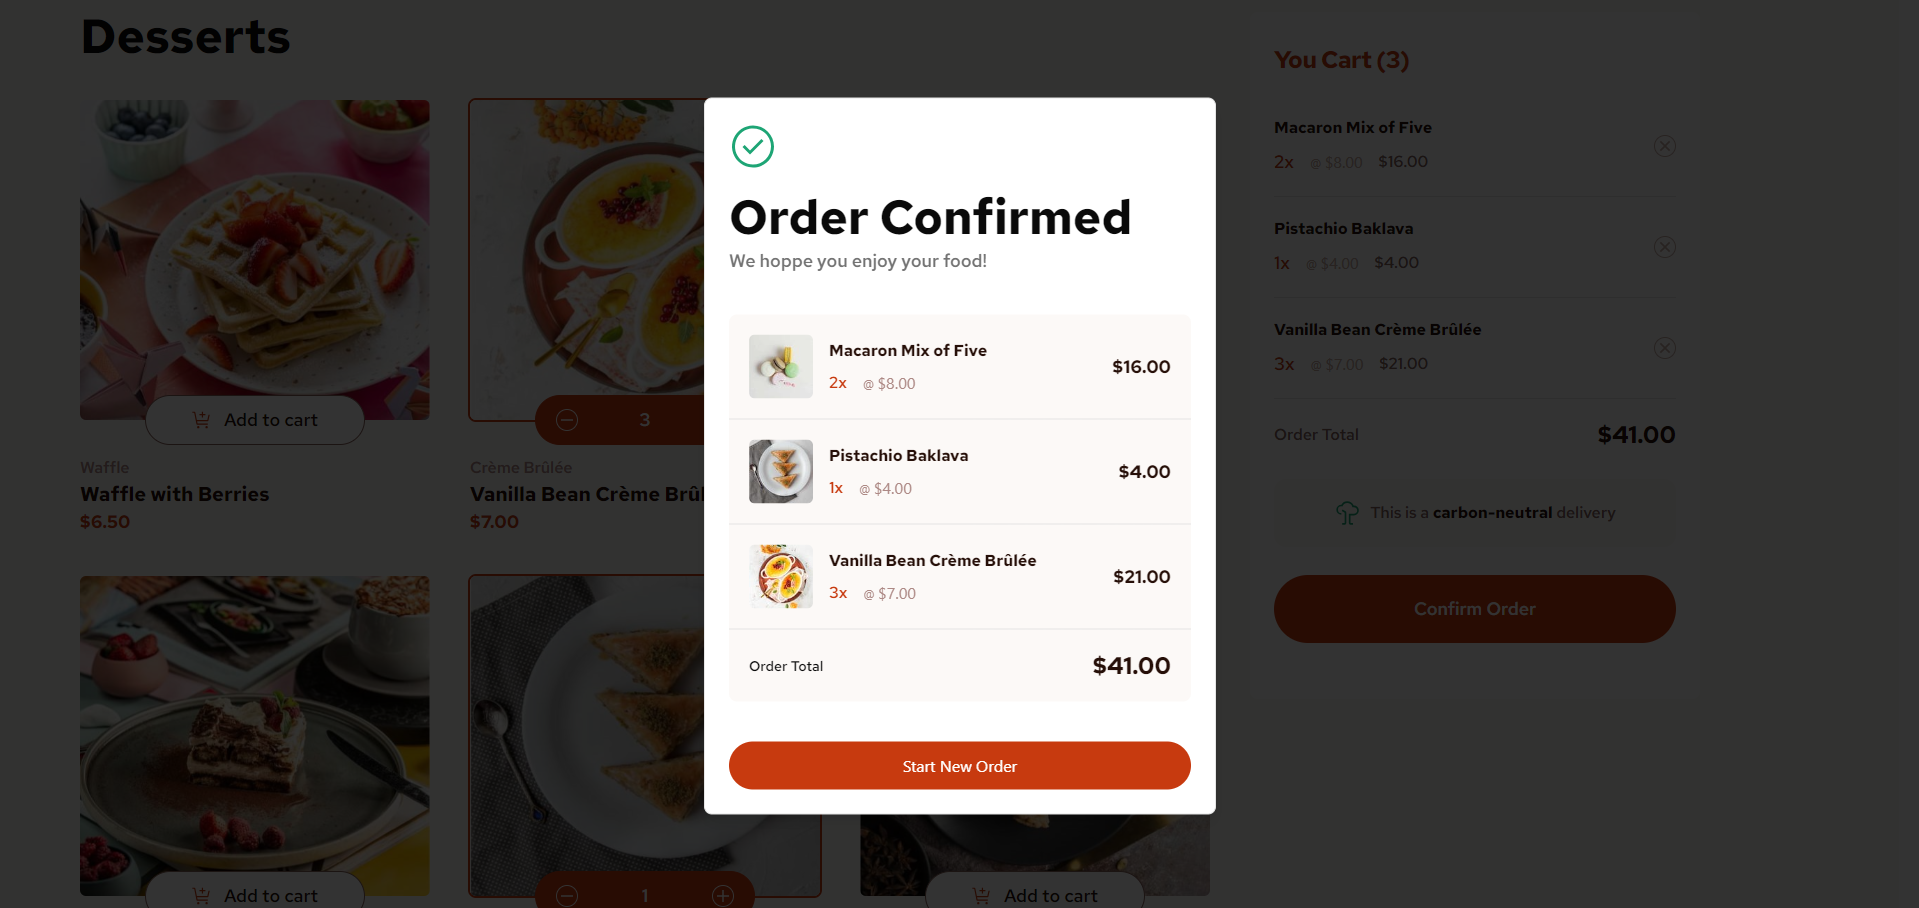 Desserts
Add to cart
Waffle
Waffle with Berries
$6.50
3
Crème Brûlée
Vanilla Bean Crème Brûl
$7.00
Add to cart
1
Add to cart
You Cart (3)
Macaron Mix of Five
2x @ $8.00 $16.00
Pistachio Baklava
1x @ $4.00 $4.00
Vanilla Bean Crème Brûlée
3x @ $7.00 $21.00
Order Total $41.00
This is a carbon-neutral delivery
Confirm Order
Order Confirmed
We hoppe you enjoy your food!
Macaron Mix of Five
2x @ $8.00
$16.00
Pistachio Baklava
1x @ $4.00
$4.00
Vanilla Bean Crème Brûlée
3x @ $7.00
$21.00
Order Total $41.00
Start New Order